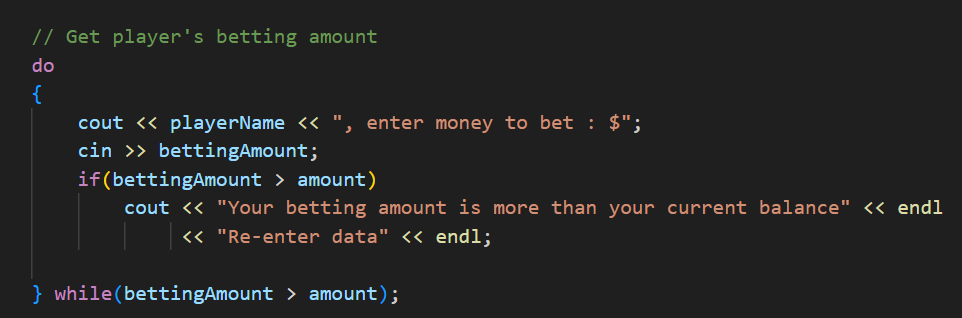 // Get player's betting amount
do
{
cout << playerName << ", enter money to bet : $";
cin >> bettingAmount;
if(bettingAmount > amount)
cout << "Your betting amount is more than your current balance" << endl
<< "Re-enter data" << endl;
} while(bettingAmount > amount);